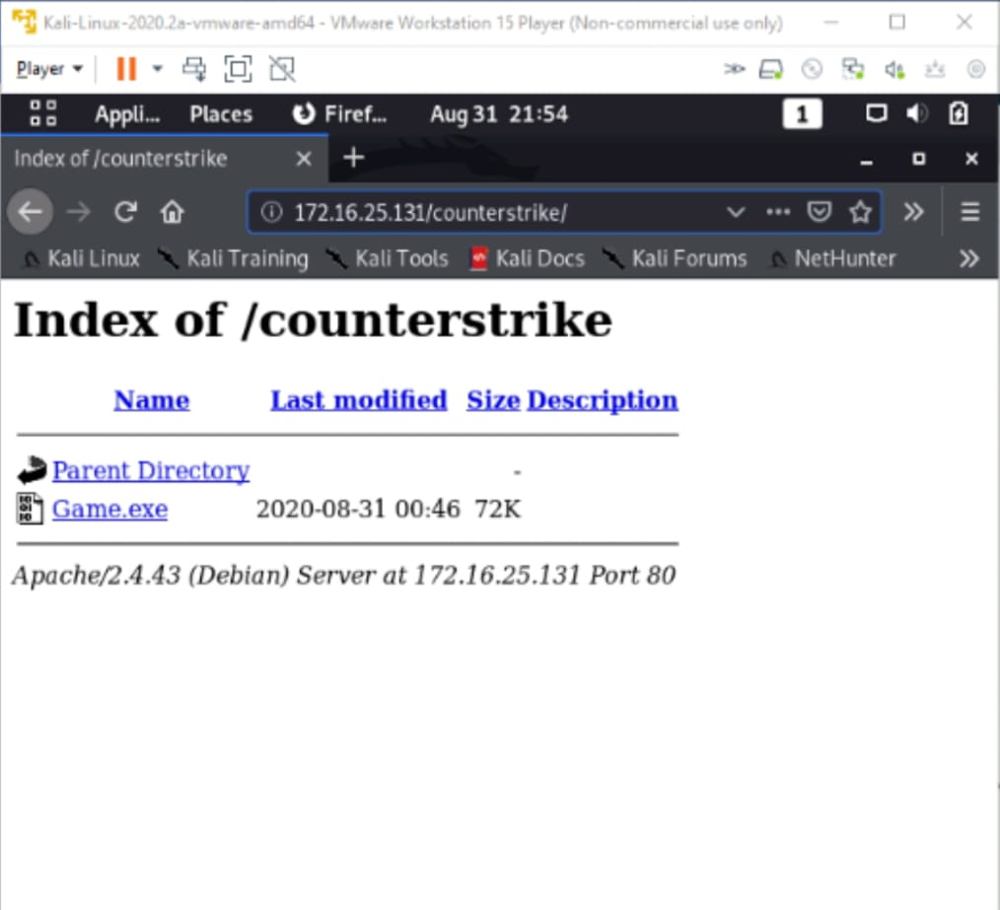 Kali-Linux-2020.2a-vmware-amd64 - VMware Workstation 15 Player (Non-commercial use only)
Player
Appli... Places Firef... Aug 31 21:54 1
Index of /counterstrike
172.16.25.131/counterstrike/
Kali Linux Kali Training Kali Tools Kali Docs Kali Forums NetHunter
Index of /counterstrike
Name Last modified Size Description
Parent Directory -
Game.exe 2020-08-31 00:46 72K
Apache/2.4.43 (Debian) Server at 172.16.25.131 Port 80